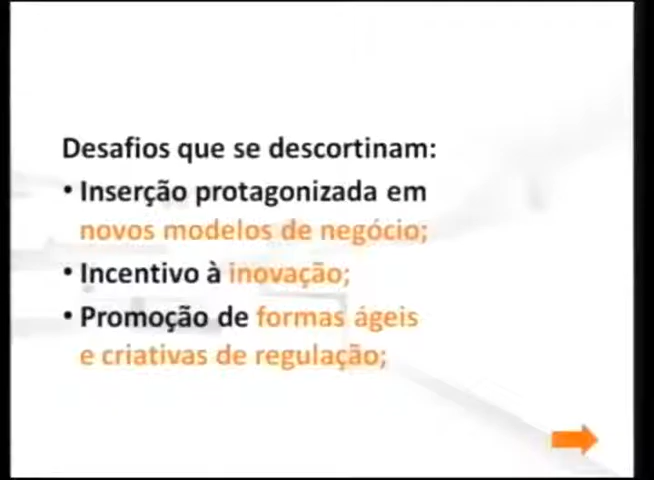 Desafios que se descortinam:
• Inserção protagonizada em
novos modelos de negócio;
• Incentivo à inovação;
• Promoção de formas ágeis
e criativas de regulação;